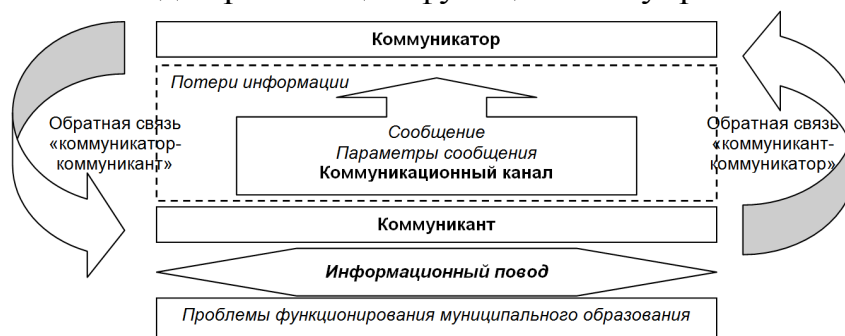 Коммуникатор
Потери информации
Обратная связь
«коммуникатор-
коммуникант»
Сообщение
Параметры сообщения
Коммуникационный канал
Обратная связь
«коммуникант-
коммуникатор»
Коммуникант
Информационный повод
Проблемы функционирования муниципального образования